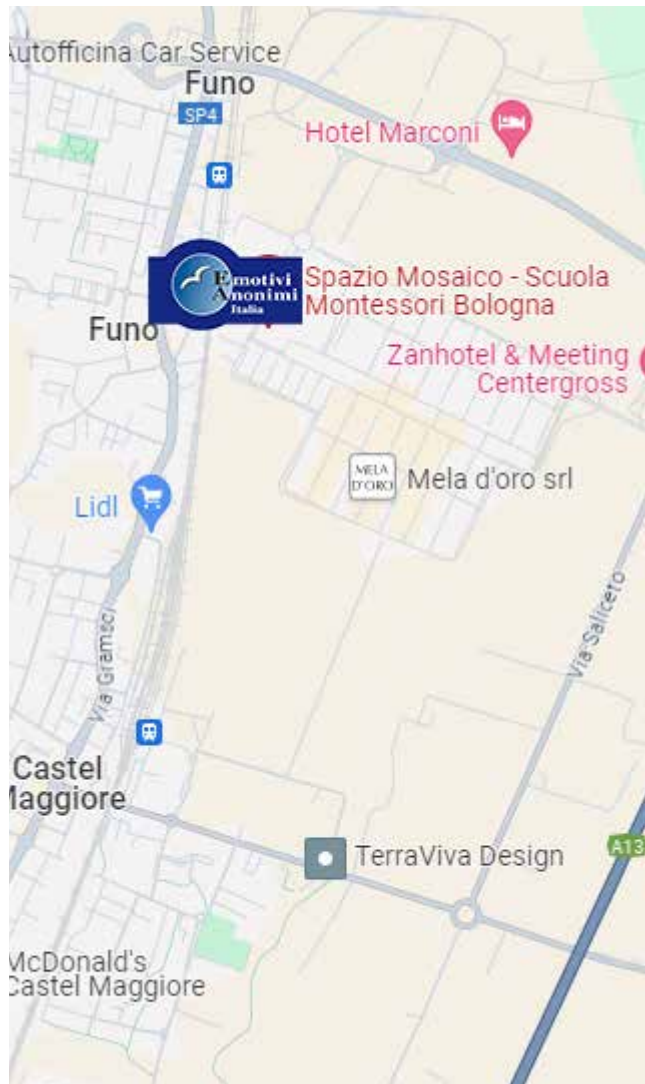 Autofficina Car Service
Funo
SP4
Hotel Marconi
Emotivi
Anonimi
Italia
Spazio Mosaico - Scuola
Montessori Bologna
Funo
Zanhotel & Meeting
Centergross
MELA
D'ORO
Mela d'oro srl
Lidl
Via Saliceto
Via Gramsci
Castel
Maggiore
TerraViva Design
A13
McDonald's
Castel Maggiore